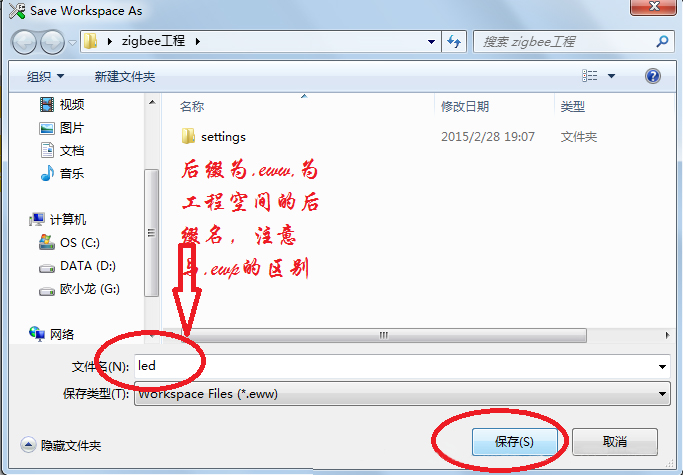 Save Workspace As
zigbee工程
搜索 zigbee工程
组织
新建文件夹
视频
图片
文档
音乐
计算机
OS (C:)
DATA (D:)
欧小龙 (G:)
网络
名称
修改日期
类型
settings
2015/2/28 19:07
文件夹
后缀为.eww,为
工程空间的后
缀名，注意
与.ewp的区别
文件名(N):
led
保存类型(T):
Workspace Files (*.eww)
隐藏文件夹
保存(S)
取消